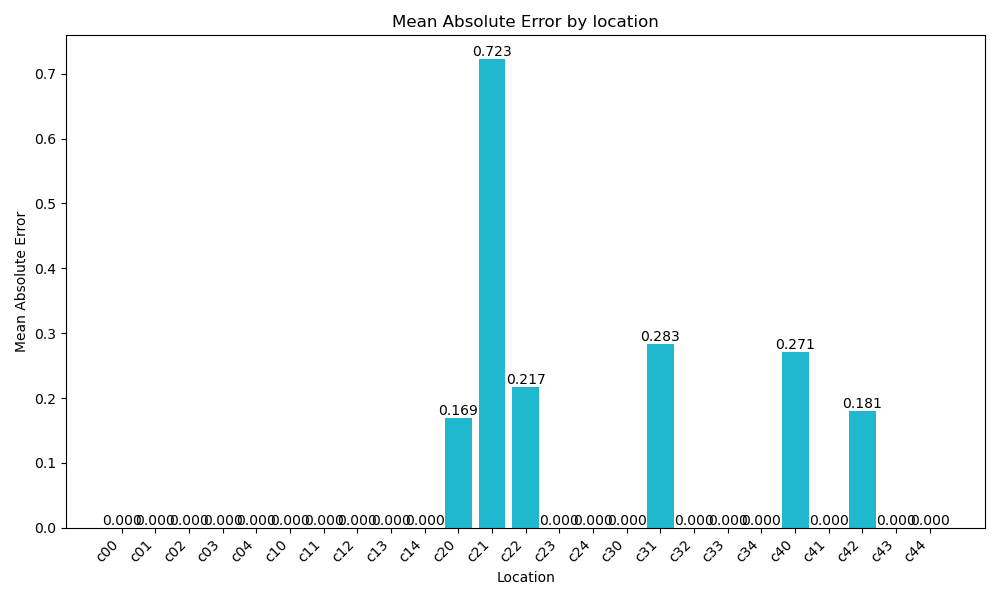 Mean Absolute Error by location
Mean Absolute Error
0.7
0.6
0.5
0.4
0.3
0.2
0.1
0.0
0.000 0.000 0.000 0.000 0.000 0.000 0.000 0.000 0.000 0.000 0.169 0.723 0.217 0.000 0.000 0.000 0.283 0.000 0.000 0.000 0.271 0.000 0.181 0.000 0.000
c00 c01 c02 c03 c04 c10 c11 c12 c13 c14 c20 c21 c22 c23 c24 c30 c31 c32 c33 c34 c40 c41 c42 c43 c44
Location